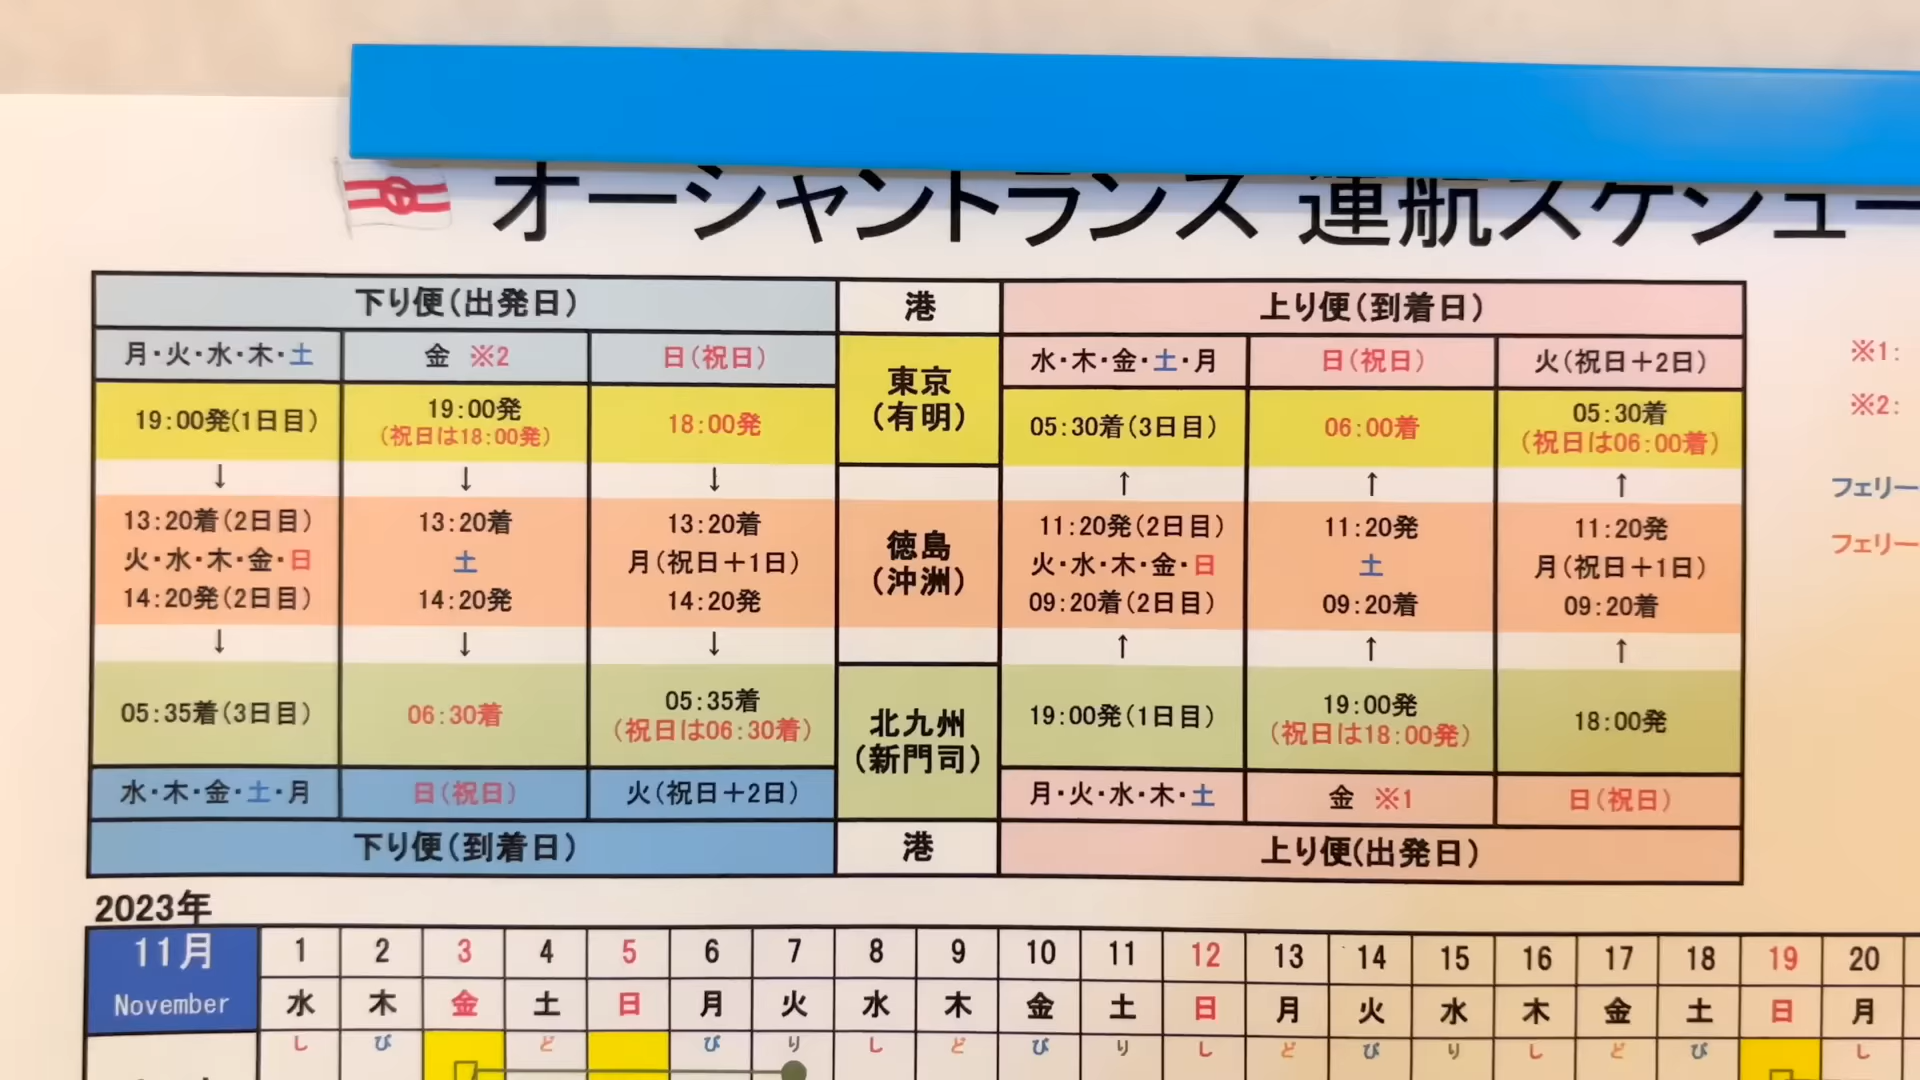 オーシャントランス 運航スケジュー
下り便(出発日) 港 上り便(到着日)
月・火・水・木・土 金 ※2 日(祝日) 東京(有明) 水・木・金・土・月 日(祝日) 火(祝日+2日)
19:00発(1日目) 19:00発(祝日は18:00発) 18:00発 05:30着(3日目) 06:00着 05:30着(祝日は06:00着)
↓ ↓ ↓ ↑ ↑ ↑
13:20着(2日目) 13:20着 13:20着 徳島(沖洲) 11:20発(2日目) 11:20発 11:20発
火・水・木・金・日 土 月(祝日+1日) 火・水・木・金・日 土 月(祝日+1日)
14:20発(2日目) 14:20発 14:20発 09:20着(2日目) 09:20着 09:20着
↓ ↓ ↓ ↑ ↑ ↑
05:35着(3日目) 06:30着 05:35着(祝日は06:30着) 北九州(新門司) 19:00発(1日目) 19:00発(祝日は18:00発) 18:00発
水・木・金・土・月 日(祝日) 火(祝日+2日) 月・火・水・木・土 金 ※1 日(祝日)
下り便(到着日) 港 上り便(出発日)
※1:
※2:
フェリー
フェリー
2023年
11月 1 2 3 4 5 6 7 8 9 10 11 12 13 14 15 16 17 18 19 20
November 水 木 金 土 日 月 火 水 木 金 土 日 月 火 水 木 金 土 日 月
し び ど び り し ど び り し ど び り し ど び し